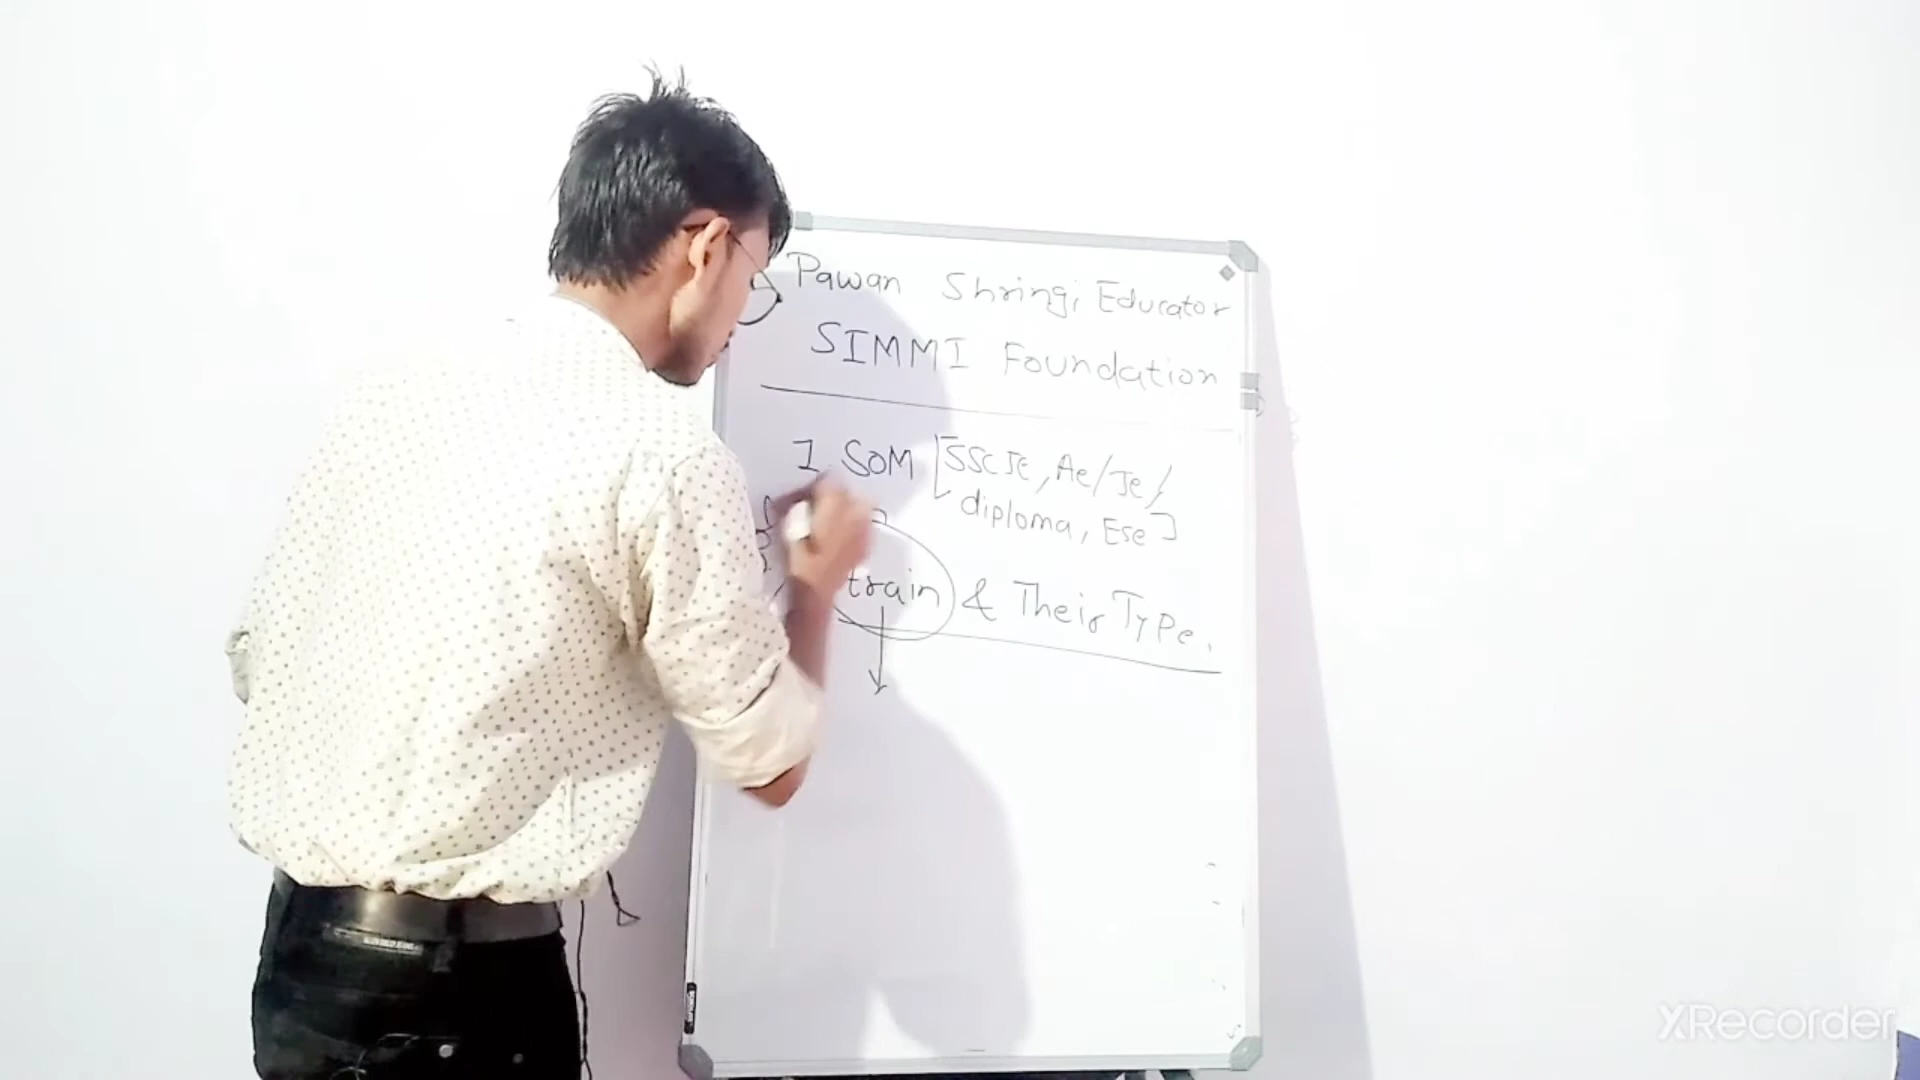 Pawan Shringi Educator
SIMMI Foundation
1 SOM [SSC JE, Ae/Je/
diploma, Ese]
train & Their Type.
XRecorder